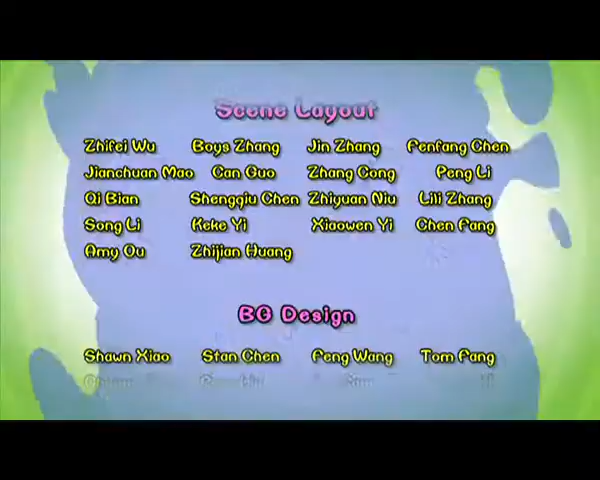 Scene Layout
Zhifei Wu Boys Zhang Jin Zhang Fenfang Chen
Jianchuan Mao Can Guo Zhang Cong Peng Li
Qi Bian Shengqiu Chen Zhiyuan Niu Lili Zhang
Song Li Keke Yi Xiaowen Yi Chen Fang
Amy Ou Zhijian Huang
BG Design
Shawn Xiao Stan Chen Feng Wang Tom Fang